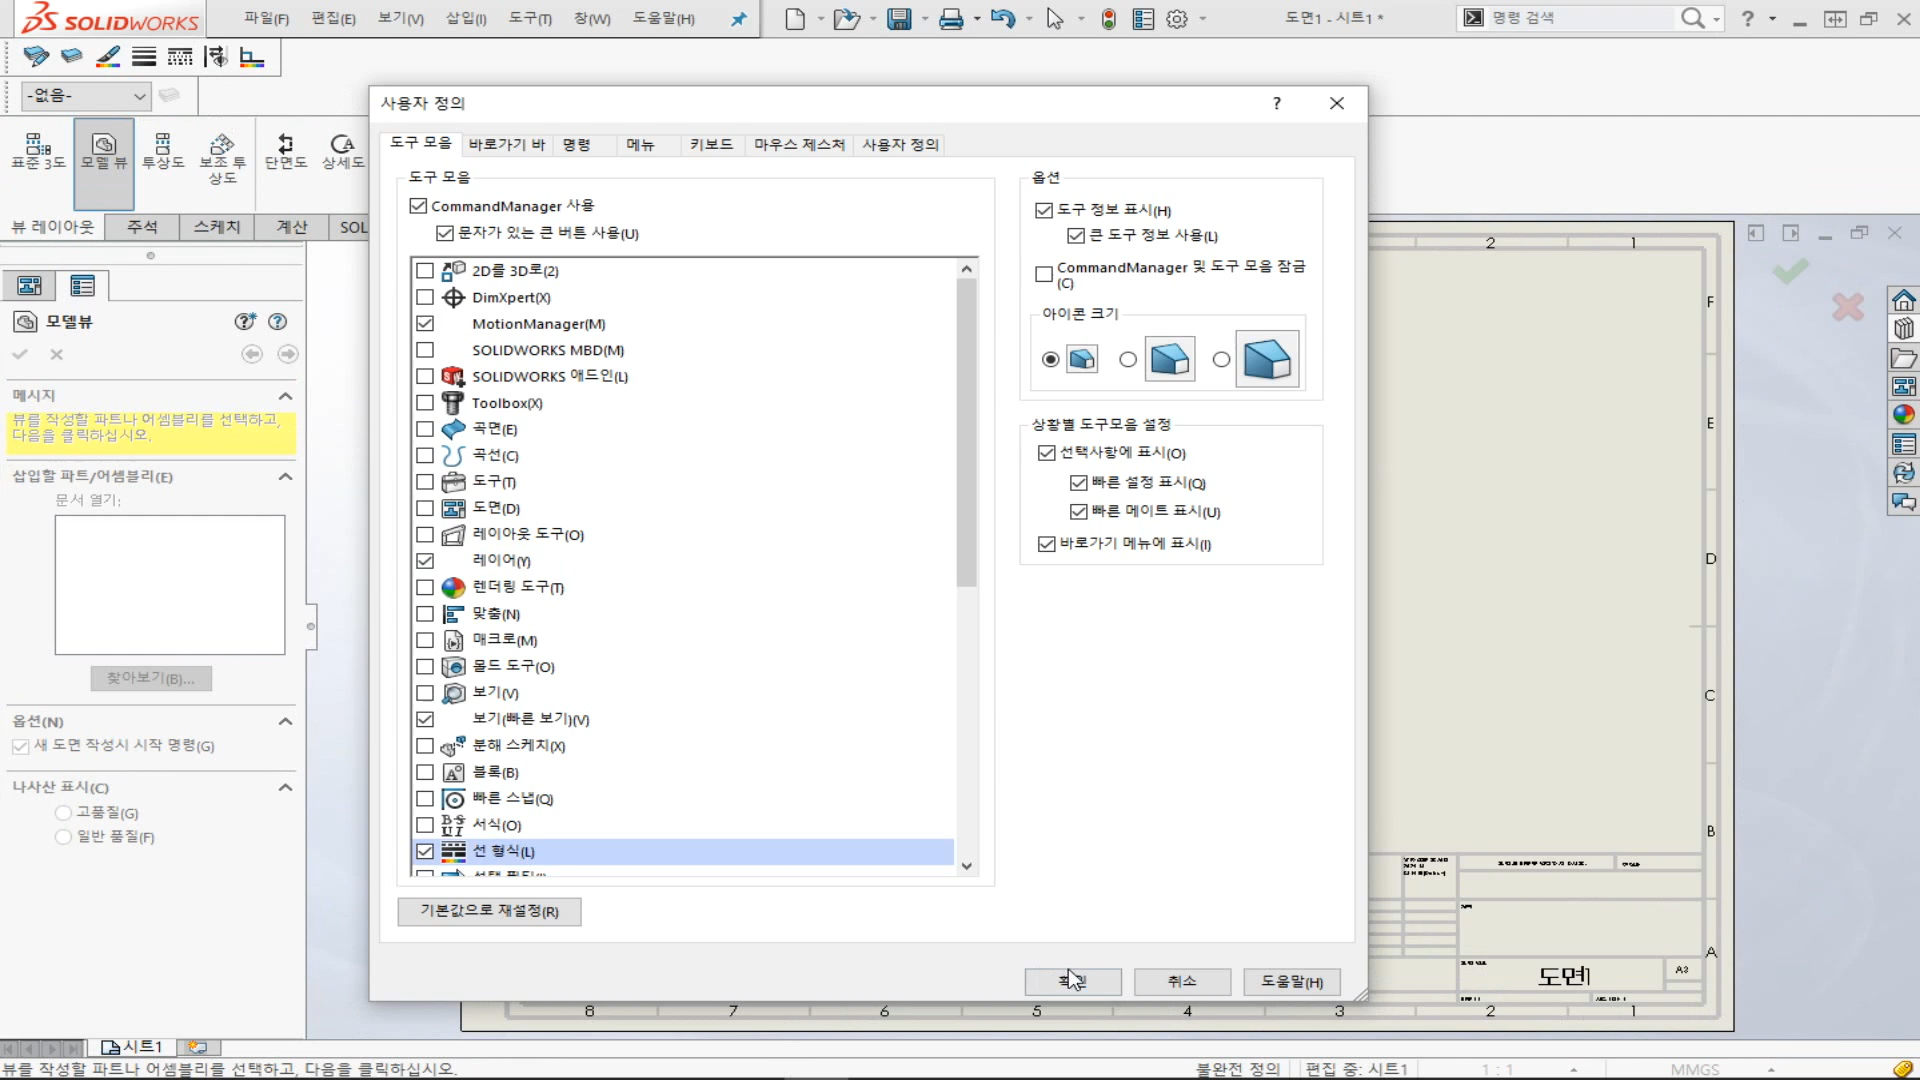 SOLIDWORKS
파일(F) 편집(E) 보기(V) 삽입(I) 도구(T) 창(W) 도움말(H)
도면1 - 시트1 *
명령 검색
-없음-
표준 3도
모델 뷰
투상도
보조 투
상도
단면도
상세도
뷰 레이아웃 주석 스케치 계산 SOL
모델뷰
메시지
뷰를 작성할 파트나 어셈블리를 선택하고,
다음을 클릭하십시오.
삽입할 파트/어셈블리(E)
문서 열기:
찾아보기(B)...
옵션(N)
새 도면 작성시 시작 명령(G)
나사산 표시(C)
고품질(G)
일반 품질(F)
사용자 정의
도구 모음 바로가기 바 명령 메뉴 키보드 마우스 제스처 사용자 정의
도구 모음
CommandManager 사용
문자가 있는 큰 버튼 사용(U)
2D를 3D로(2)
DimXpert(X)
MotionManager(M)
SOLIDWORKS MBD(M)
SOLIDWORKS 애드인(L)
Toolbox(X)
곡면(E)
곡선(C)
도구(T)
도면(D)
레이아웃 도구(O)
레이어(Y)
렌더링 도구(T)
맞춤(N)
매크로(M)
몰드 도구(O)
보기(V)
보기(빠른 보기)(V)
분해 스케치(X)
블록(B)
빠른 스냅(Q)
서식(O)
선 형식(L)
기본값으로 재설정(R)
옵션
도구 정보 표시(H)
큰 도구 정보 사용(L)
CommandManager 및 도구 모음 잠금
(C)
아이콘 크기
상황별 도구모음 설정
선택사항에 표시(O)
빠른 설정 표시(Q)
빠른 메이트 표시(U)
바로가기 메뉴에 표시(I)
취소
도움말(H)
2 1
F
E
D
C
B
A
도면1
A3
8 7 6 5 4 3 2 1
시트1
뷰를 작성할 파트나 어셈블리를 선택하고, 다음을 클릭하십시오.
불완전 정의 편집 중: 시트1 1 : 1 MMGS